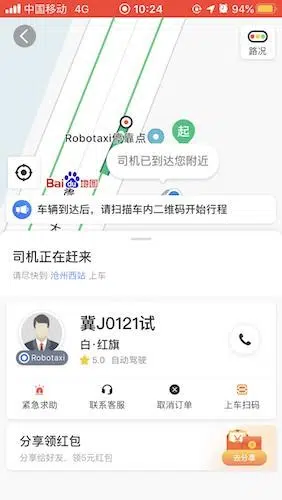 中国移动 4G 10:24 94%
路况
Robotaxi停靠点
起
司机已到达您附近
Bai 地图
车辆到达后，请扫描车内二维码开始行程
司机正在赶来
请尽快到·沧州西站 上车
冀J0121试
白·红旗
Robotaxi
5.0 自动驾驶
紧急求助 联系客服 取消订单 上车扫码
分享领红包
分享给好友，领5元红包
去分享